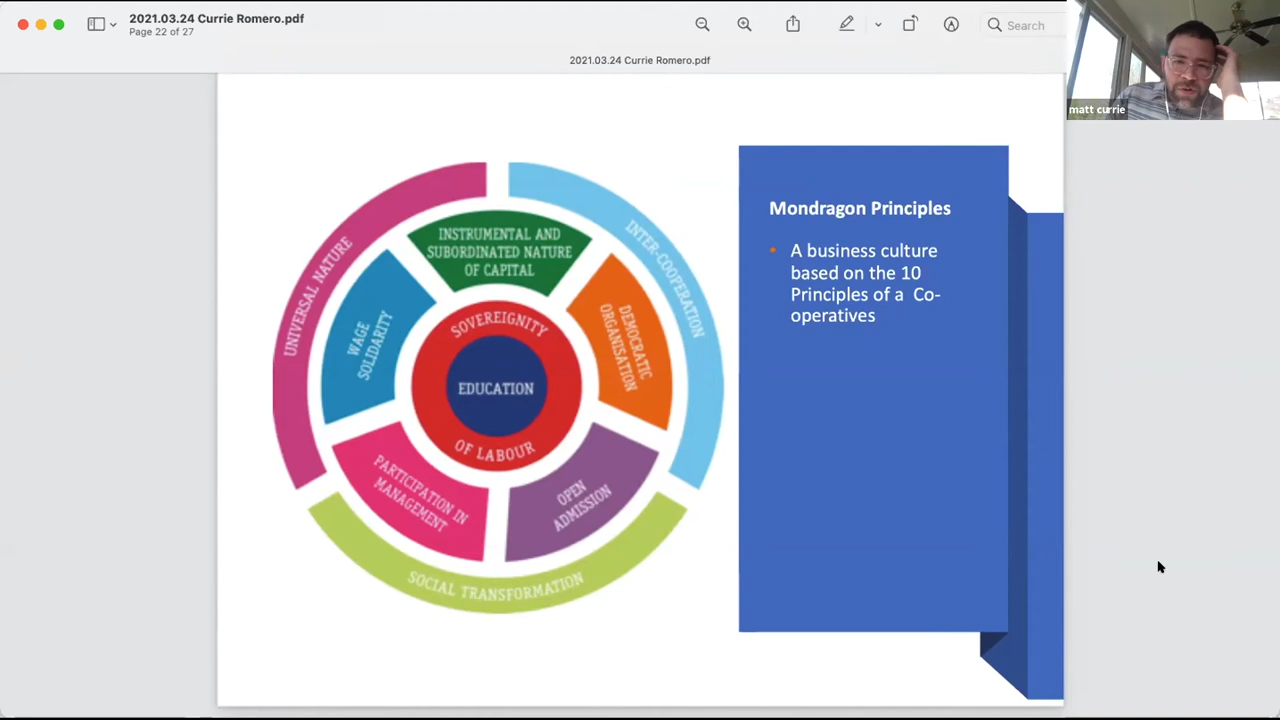 2021.03.24 Currie Romero.pdf
Page 22 of 27
Search
2021.03.24 Currie Romero.pdf
matt currie
UNIVERSAL NATURE
INTER-COOPERATION
INSTRUMENTAL AND
SUBORDINATED NATURE
OF CAPITAL
WAGE
SOLIDARITY
DEMOCRATIC
ORGANISATION
SOVEREIGNITY
EDUCATION
OF LABOUR
PARTICIPATION IN
MANAGEMENT
OPEN
ADMISSION
SOCIAL TRANSFORMATION
Mondragon Principles
• A business culture
based on the 10
Principles of a Co-
operatives